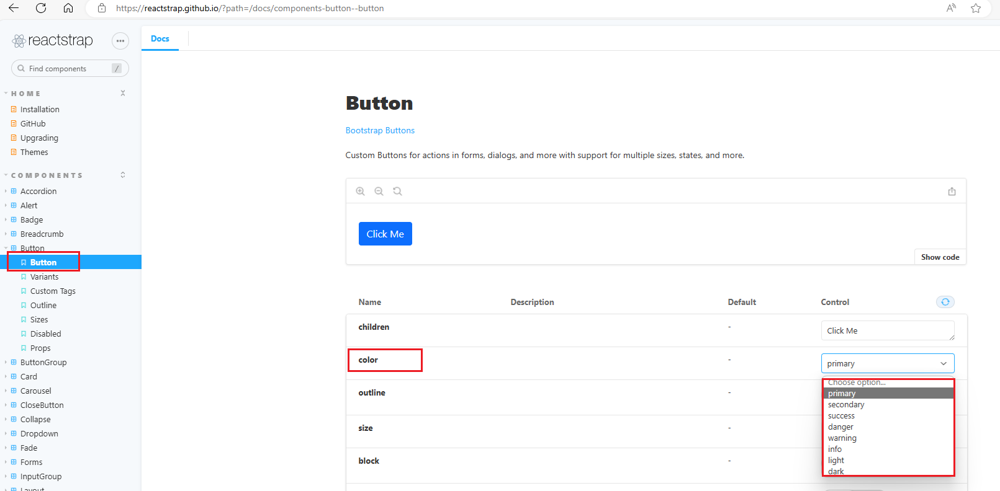 https://reactstrap.github.io/?path=/docs/components-button--button
reactstrap
Find components
/
HOME
Installation
GitHub
Upgrading
Themes
COMPONENTS
Accordion
Alert
Badge
Breadcrumb
Button
Button
Variants
Custom Tags
Outline
Sizes
Disabled
Props
ButtonGroup
Card
Carousel
CloseButton
Collapse
Dropdown
Fade
Forms
InputGroup
Layout
Docs
Button
Bootstrap Buttons
Custom Buttons for actions in forms, dialogs, and more with support for multiple sizes, states, and more.
Click Me
Show code
Name Description Default Control
children - Click Me
color - primary
outline -
size -
block -
Choose option...
primary
secondary
success
danger
warning
info
light
dark